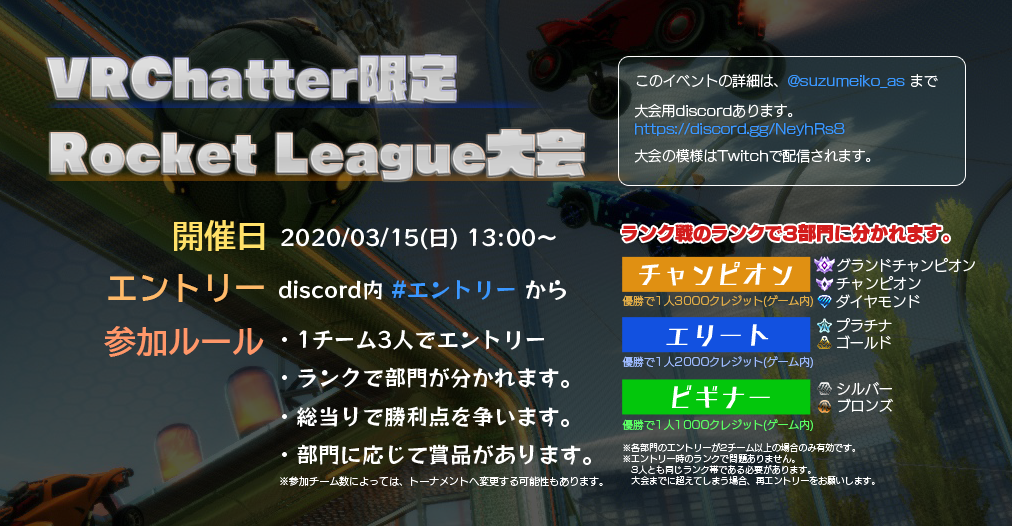 VRChatter限定
Rocket League大会
このイベントの詳細は、@suzumeiko_as まで
大会用discordあります。
https://discord.gg/NeyhRs8
大会の模様はTwitchで配信されます。
開催日 2020/03/15(日) 13:00～
エントリー discord内 #エントリー から
参加ルール ・1チーム3人でエントリー
・ランクで部門が分かれます。
・総当りで勝利点を争います。
・部門に応じて賞品があります。
※参加チーム数によっては、トーナメントへ変更する可能性もあります。
ランク戦のランクで3部門に分かれます。
チャンピオン
優勝で1人3000クレジット(ゲーム内)
グランドチャンピオン
チャンピオン
ダイヤモンド
エリート
優勝で1人2000クレジット(ゲーム内)
プラチナ
ゴールド
ビギナー
優勝で1人1000クレジット(ゲーム内)
シルバー
ブロンズ
※各部門のエントリーが2チーム以上の場合のみ有効です。
※エントリー時のランクで問題ありません。
3人とも同じランク帯である必要があります。
大会までに超えてしまう場合、再エントリーをお願いします。